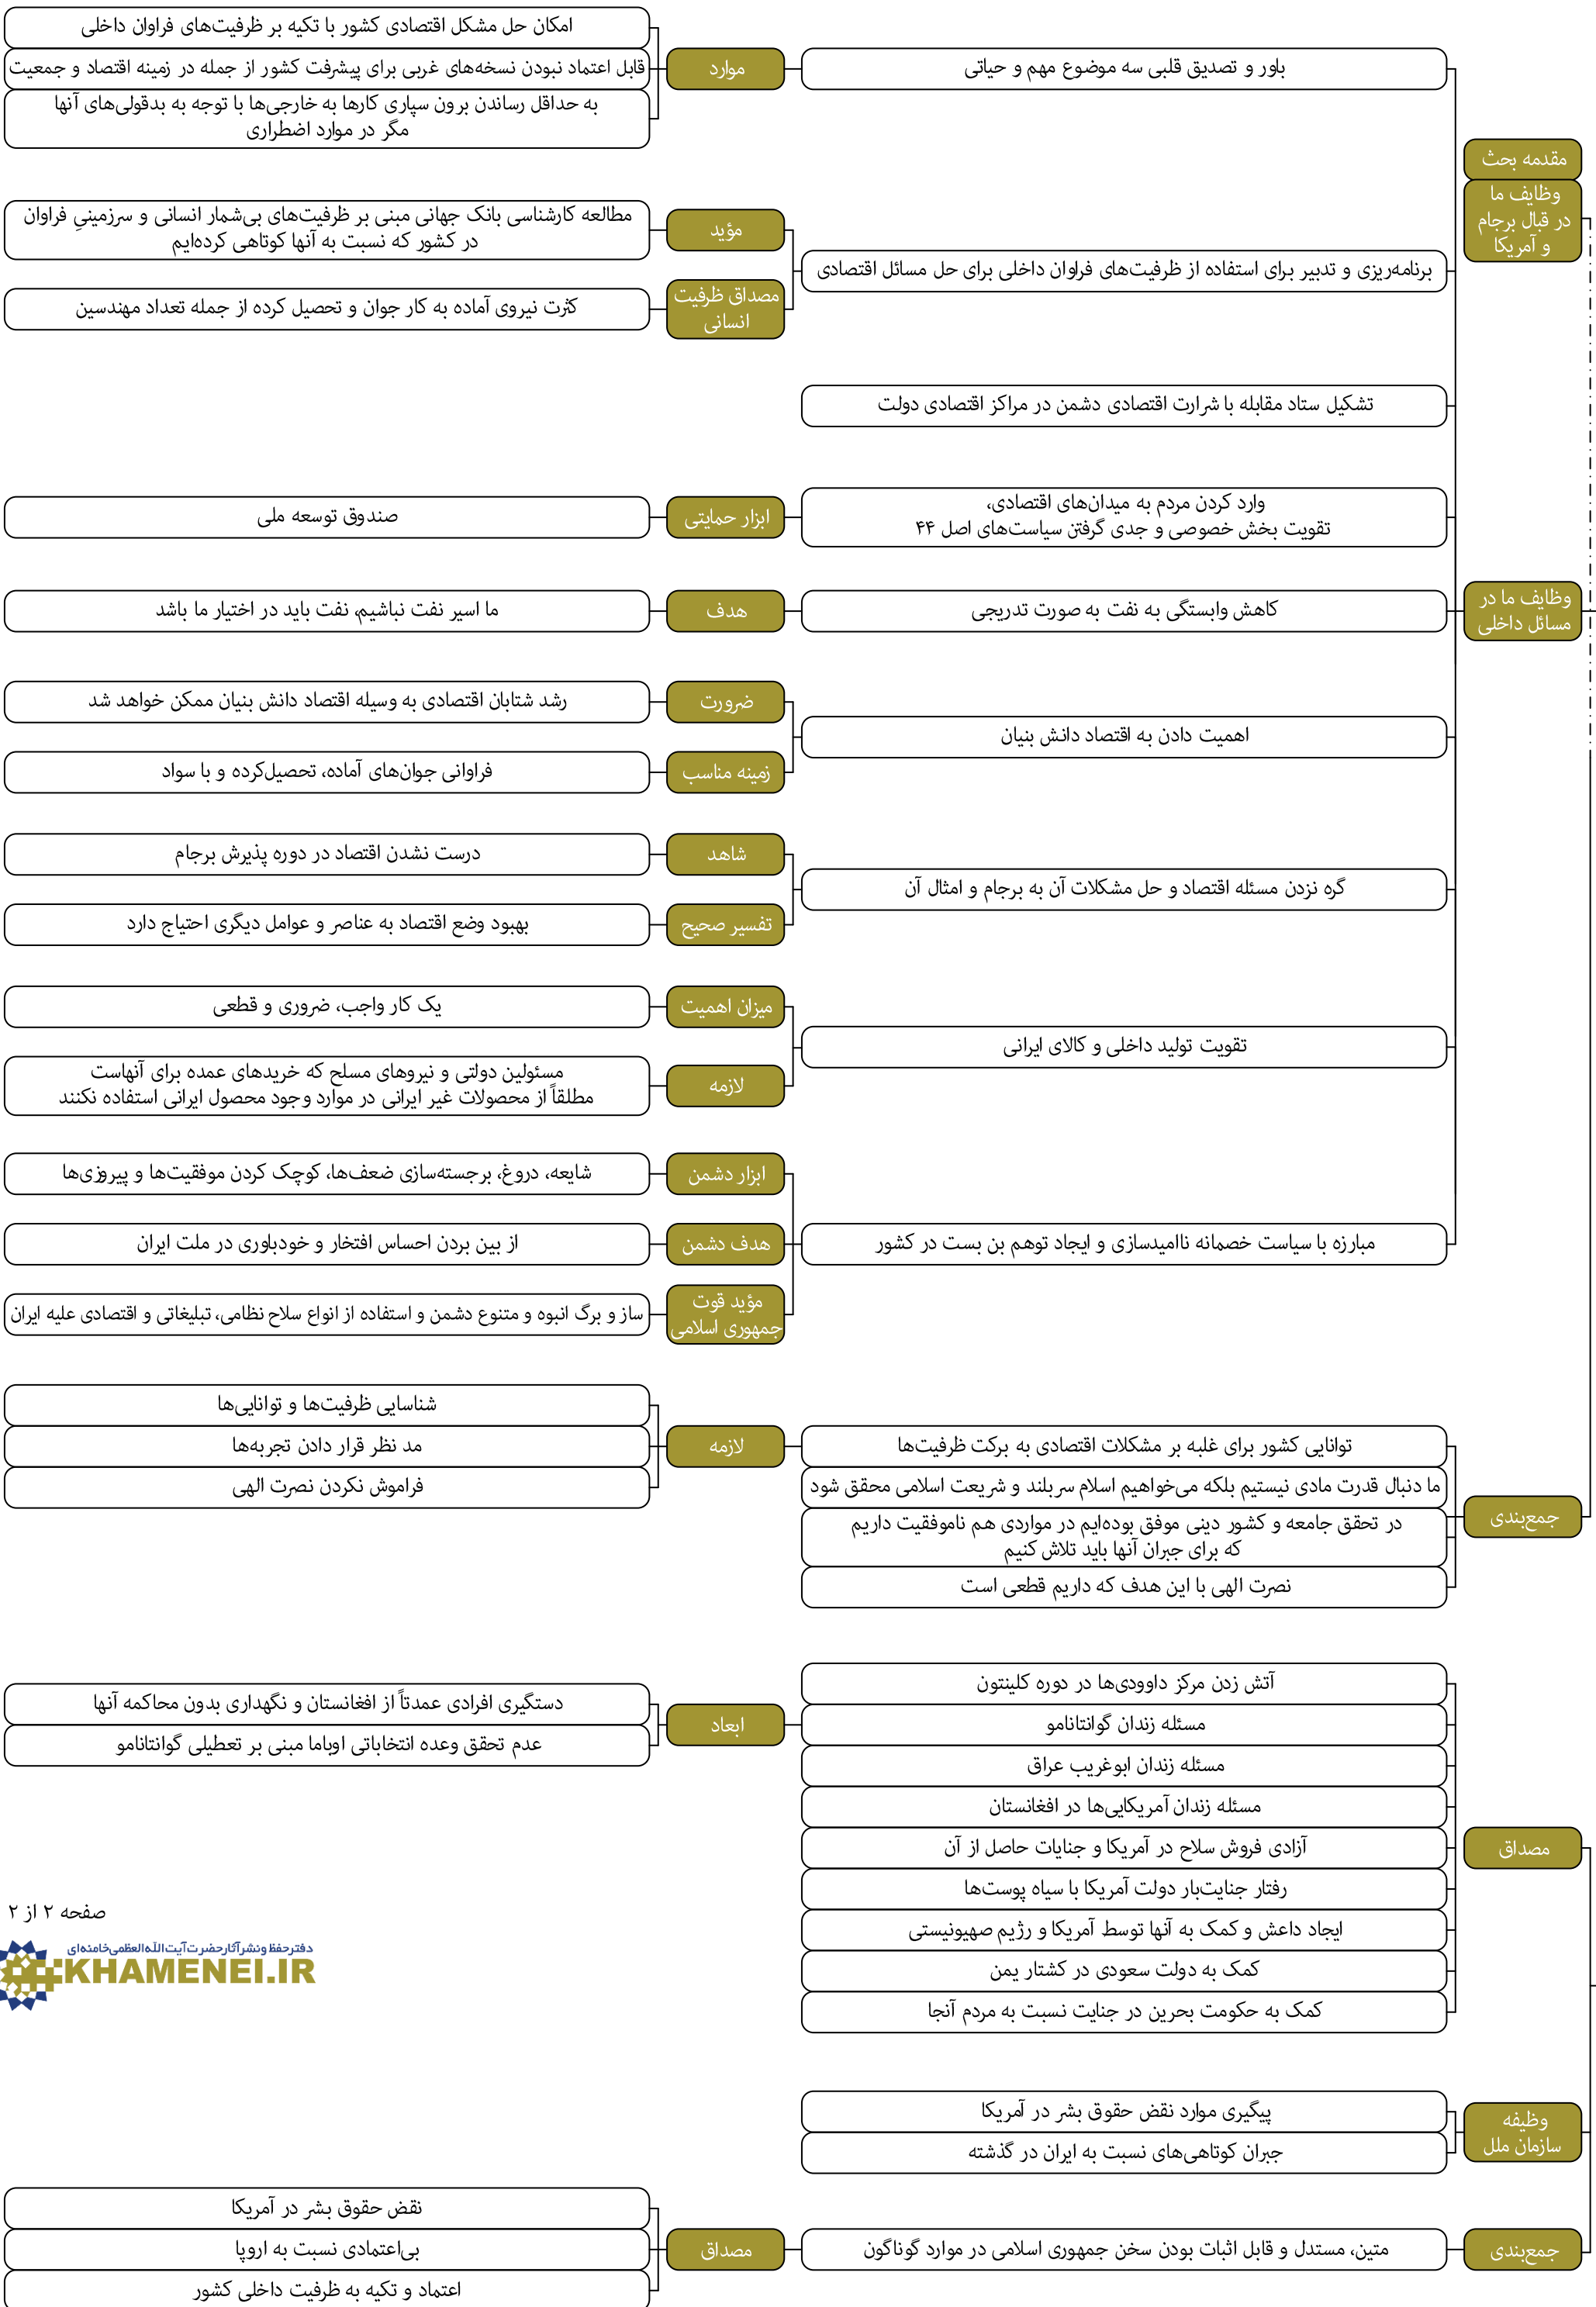 مقدمه بحث
وظایف ما
در قبال برجام
و آمریکا
وظایف ما در
مسائل داخلی
باور و تصدیق قلبی سه موضوع مهم و حیاتی
موارد
امکان حل مشکل اقتصادی کشور با تکیه بر ظرفیت‌های فراوان داخلی
قابل اعتماد نبودن نسخه‌های غربی برای پیشرفت کشور از جمله در زمینه اقتصاد و جمعیت
به حداقل رساندن برون سپاری کارها به خارجی‌ها با توجه به بدقولی‌های آنها
مگر در موارد اضطراری
برنامه‌ریزی و تدبیر برای استفاده از ظرفیت‌های فراوان داخلی برای حل مسائل اقتصادی
مؤید
مطالعه کارشناسی بانک جهانی مبنی بر ظرفیت‌های بی‌شمار انسانی و سرزمینیِ فراوان
در کشور که نسبت به آنها کوتاهی کرده‌ایم
مصداق ظرفیت
انسانی
کثرت نیروی آماده به کار جوان و تحصیل کرده از جمله تعداد مهندسین
تشکیل ستاد مقابله با شرارت اقتصادی دشمن در مراکز اقتصادی دولت
وارد کردن مردم به میدان‌های اقتصادی،
تقویت بخش خصوصی و جدی گرفتن سیاست‌های اصل ۴۴
ابزار حمایتی
صندوق توسعه ملی
کاهش وابستگی به نفت به صورت تدریجی
هدف
ما اسیر نفت نباشیم، نفت باید در اختیار ما باشد
اهمیت دادن به اقتصاد دانش بنیان
ضرورت
رشد شتابان اقتصادی به وسیله اقتصاد دانش بنیان ممکن خواهد شد
زمینه مناسب
فراوانی جوان‌های آماده، تحصیل‌کرده و با سواد
گره نزدن مسئله اقتصاد و حل مشکلات آن به برجام و امثال آن
شاهد
درست نشدن اقتصاد در دوره پذیرش برجام
تفسیر صحیح
بهبود وضع اقتصاد به عناصر و عوامل دیگری احتیاج دارد
تقویت تولید داخلی و کالای ایرانی
میزان اهمیت
یک کار واجب، ضروری و قطعی
لازمه
مسئولین دولتی و نیروهای مسلح که خریدهای عمده برای آنهاست
مطلقاً از محصولات غیر ایرانی در موارد وجود محصول ایرانی استفاده نکنند
مبارزه با سیاست خصمانه ناامیدسازی و ایجاد توهم بن بست در کشور
ابزار دشمن
شایعه، دروغ، برجسته‌سازی ضعف‌ها، کوچک کردن موفقیت‌ها و پیروزی‌ها
هدف دشمن
از بین بردن احساس افتخار و خودباوری در ملت ایران
مؤید قوت
جمهوری اسلامی
ساز و برگ انبوه و متنوع دشمن و استفاده از انواع سلاح نظامی، تبلیغاتی و اقتصادی علیه ایران
جمع‌بندی
توانایی کشور برای غلبه بر مشکلات اقتصادی به برکت ظرفیت‌ها
لازمه
شناسایی ظرفیت‌ها و توانایی‌ها
مد نظر قرار دادن تجربه‌ها
فراموش نکردن نصرت الهی
ما دنبال قدرت مادی نیستیم بلکه می‌خواهیم اسلام سربلند و شریعت اسلامی محقق شود
در تحقق جامعه و کشور دینی موفق بوده‌ایم در مواردی هم ناموفقیت داریم
که برای جبران آنها باید تلاش کنیم
نصرت الهی با این هدف که داریم قطعی است
مصداق
آتش زدن مرکز داوودی‌ها در دوره کلینتون
مسئله زندان گوانتانامو
ابعاد
دستگیری افرادی عمدتاً از افغانستان و نگهداری بدون محاکمه آنها
عدم تحقق وعده انتخاباتی اوباما مبنی بر تعطیلی گوانتانامو
مسئله زندان ابوغریب عراق
مسئله زندان آمریکایی‌ها در افغانستان
آزادی فروش سلاح در آمریکا و جنایات حاصل از آن
رفتار جنایت‌بار دولت آمریکا با سیاه پوست‌ها
ایجاد داعش و کمک به آنها توسط آمریکا و رژیم صهیونیستی
کمک به دولت سعودی در کشتار یمن
کمک به حکومت بحرین در جنایت نسبت به مردم آنجا
وظیفه
سازمان ملل
پیگیری موارد نقض حقوق بشر در آمریکا
جبران کوتاهی‌های نسبت به ایران در گذشته
جمع‌بندی
متین، مستدل و قابل اثبات بودن سخن جمهوری اسلامی در موارد گوناگون
مصداق
نقض حقوق بشر در آمریکا
بی‌اعتمادی نسبت به اروپا
اعتماد و تکیه به ظرفیت داخلی کشور
صفحه ۲ از ۲
دفتر حفظ و نشر آثار حضرت آیت‌الله‌العظمی خامنه‌ای
KHAMENEI.IR